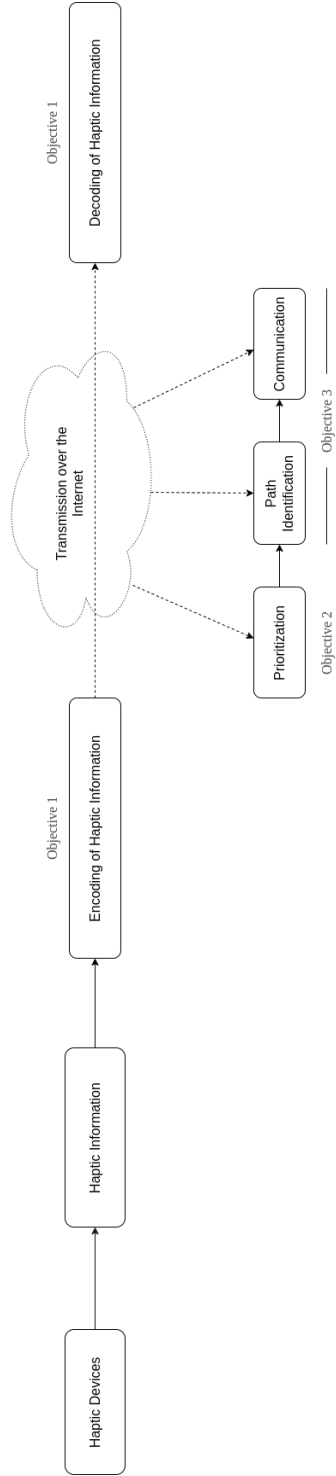 Haptic Devices
Haptic Information
Objective 1
Encoding of Haptic Information
Transmission over the
Internet
Objective 1
Decoding of Haptic Information
Prioritization
Path
Identification
Communication
Objective 2
Objective 3